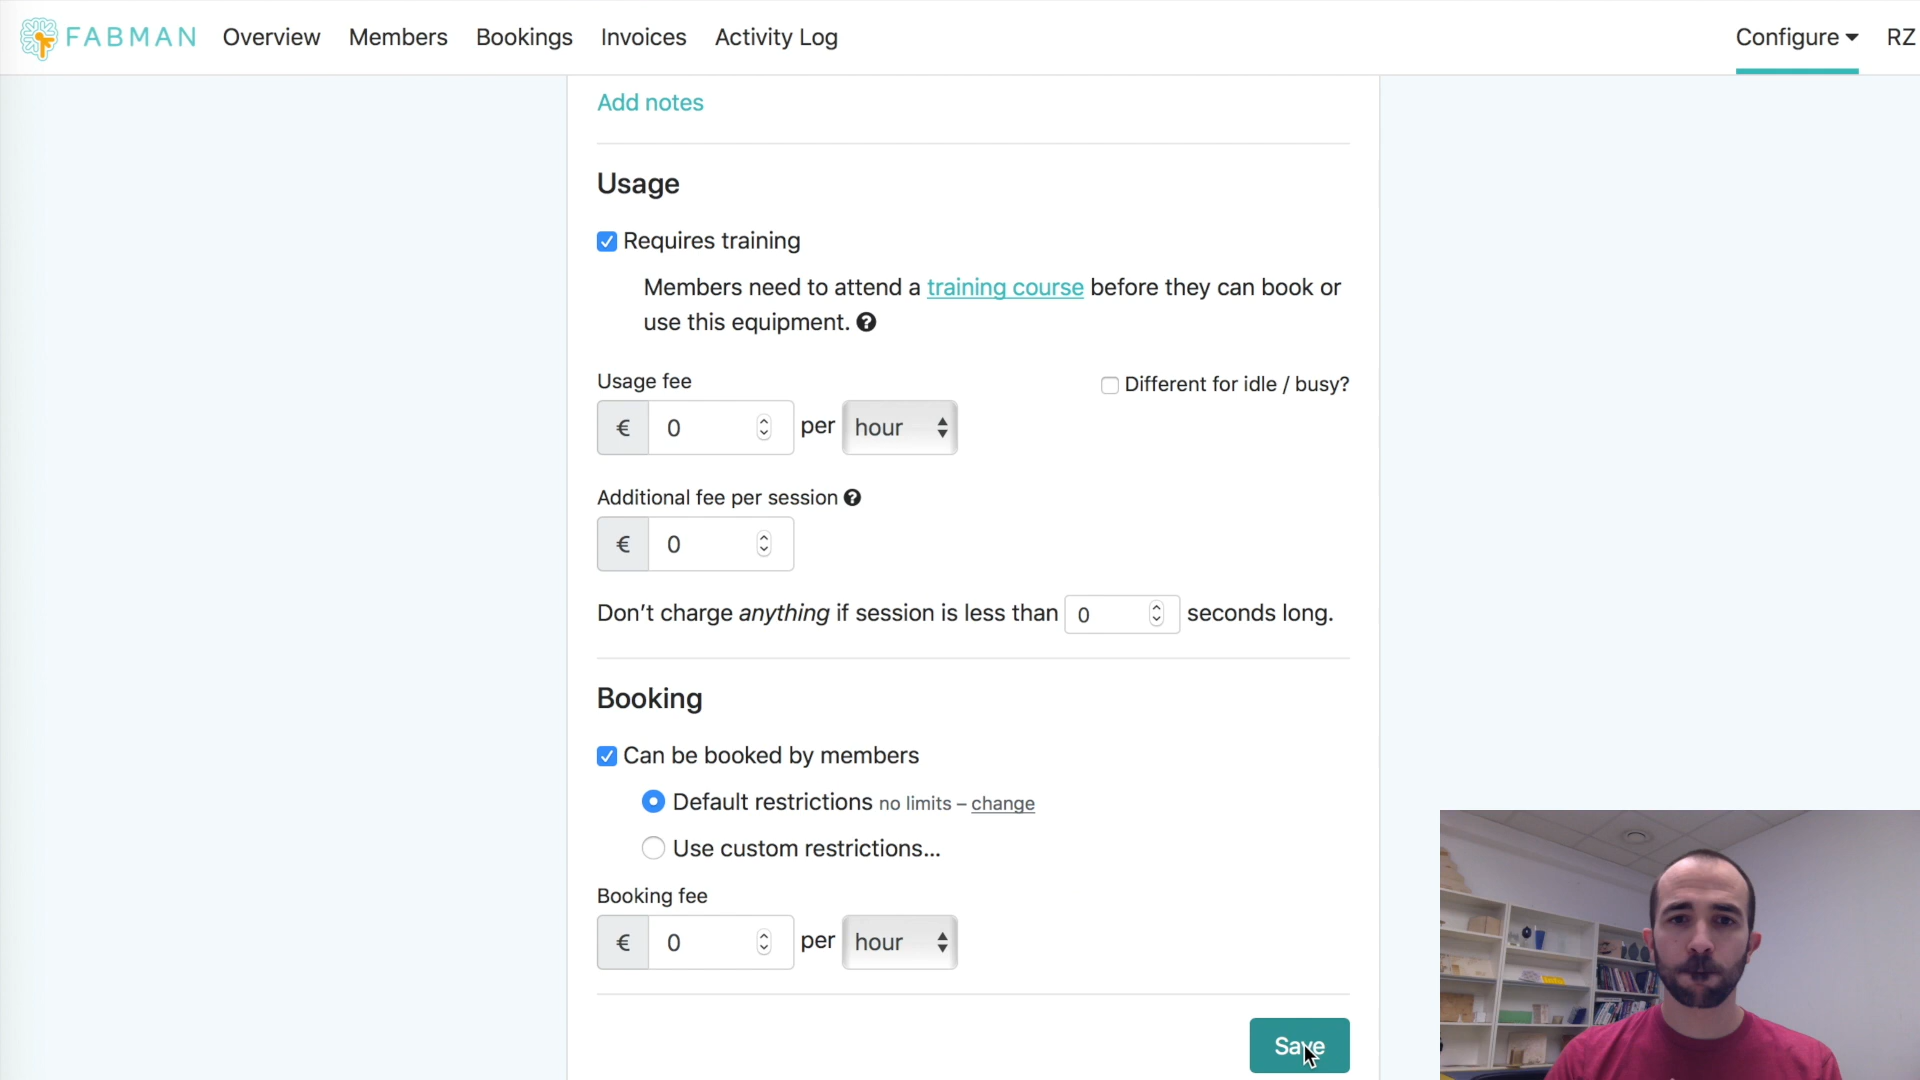 FABMAN Overview Members Bookings Invoices Activity Log Configure RZ
Add notes
Usage
Requires training
Members need to attend a training course before they can book or
use this equipment. ?
Usage fee
Different for idle / busy?
€ 0 per hour
Additional fee per session ?
€ 0
Don't charge anything if session is less than 0 seconds long.
Booking
Can be booked by members
Default restrictions no limits – change
Use custom restrictions...
Booking fee
€ 0 per hour
Save